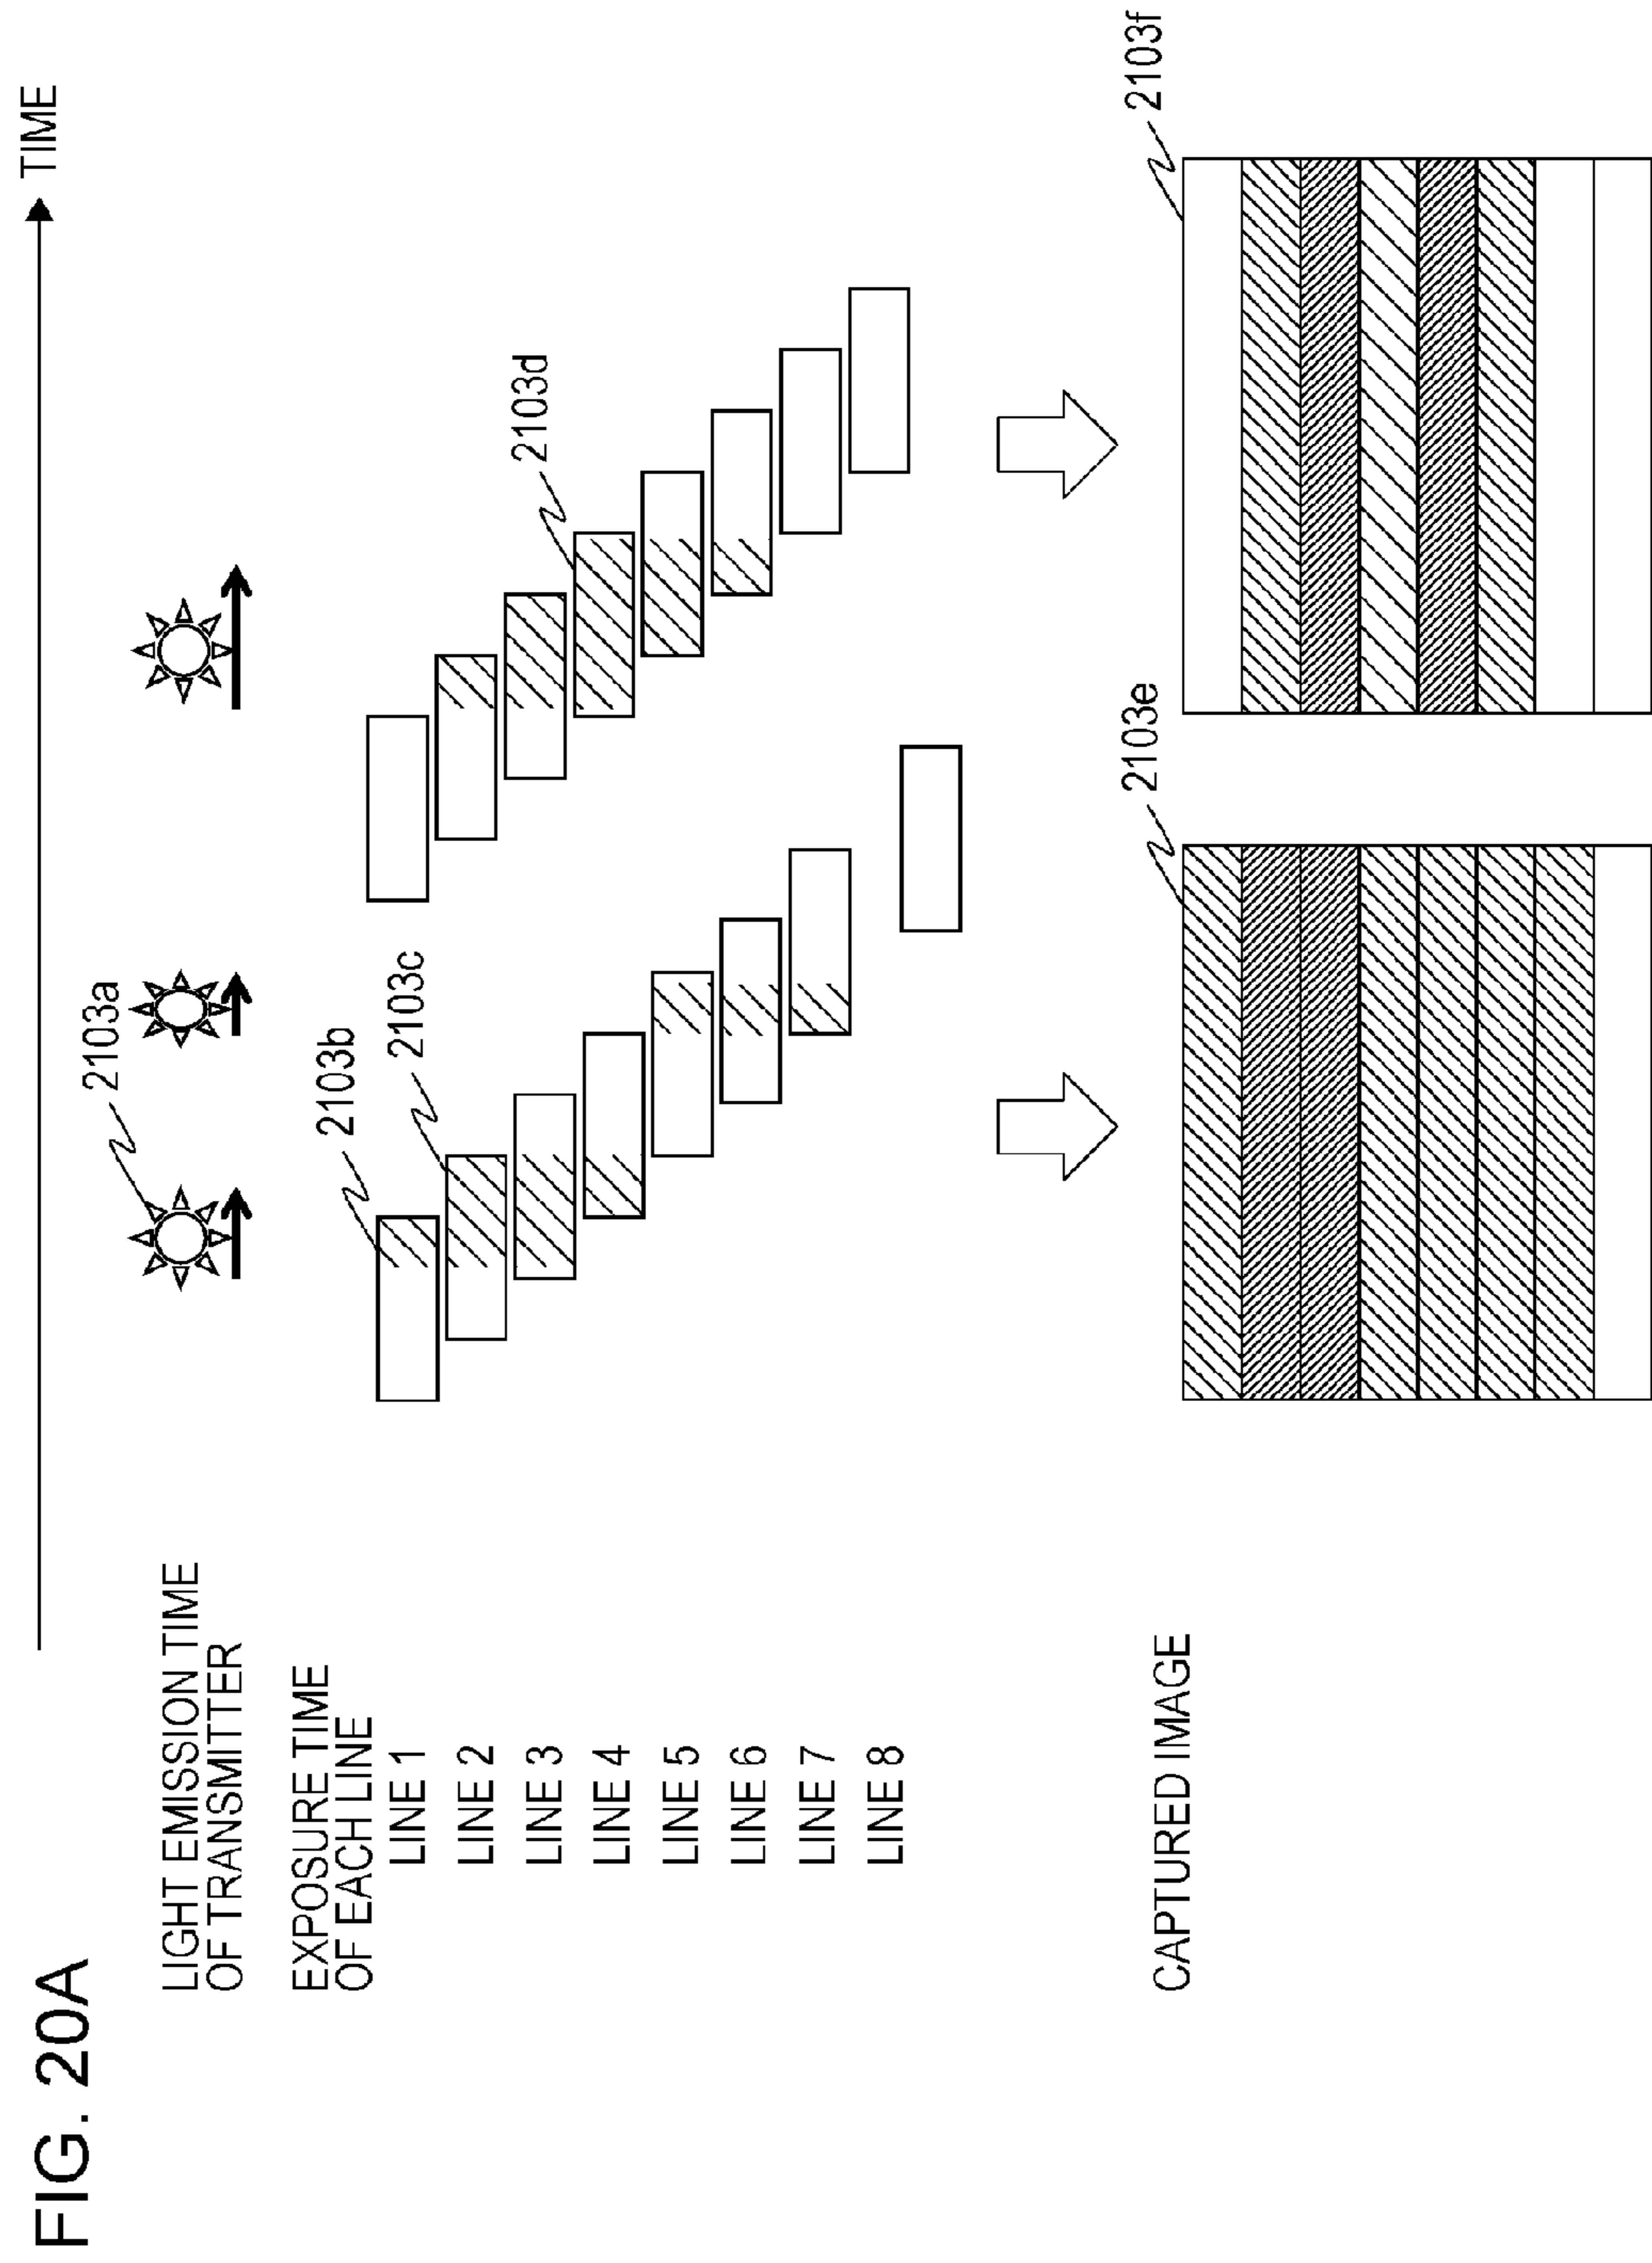 FIG. 20A
TIME
LIGHT EMISSION TIME
OF TRANSMITTER
2103a
EXPOSURE TIME
OF EACH LINE
2103b
LINE 1
2103c
LINE 2
LINE 3
2103d
LINE 4
LINE 5
LINE 6
LINE 7
LINE 8
CAPTURED IMAGE
2103e
2103f